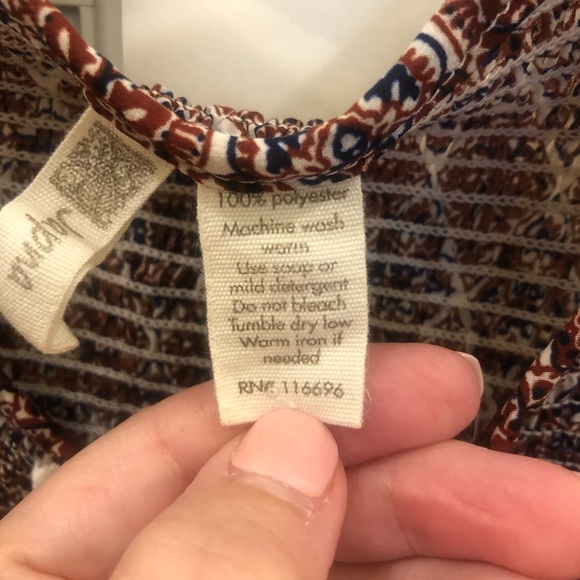 100% polyester
Machine wash
warm
Use soap or
mild detergent
Do not bleach
Tumble dry low
Warm iron if
needed
RN# 116696